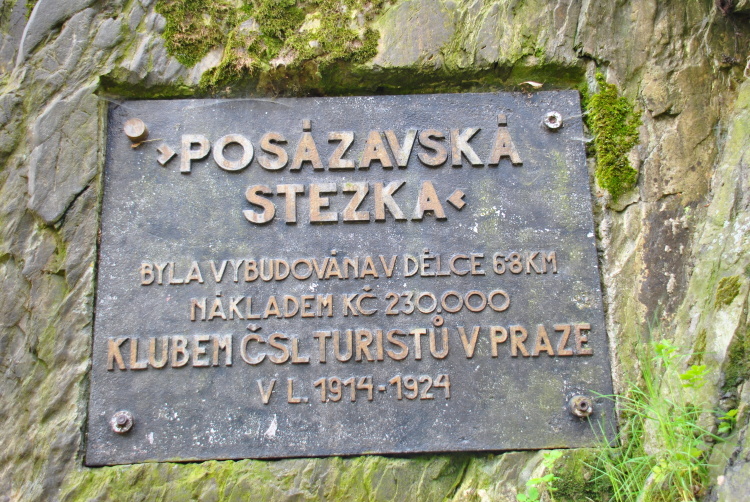 ›POSÁZAVSKÁ
STEZKA‹
BYLA VYBUDOVÁNA V DÉLCE 68 KM
NÁKLADEM KČ 230.000
KLUBEM ČSL TURISTŮ V PRAZE
V L. 1914-1924